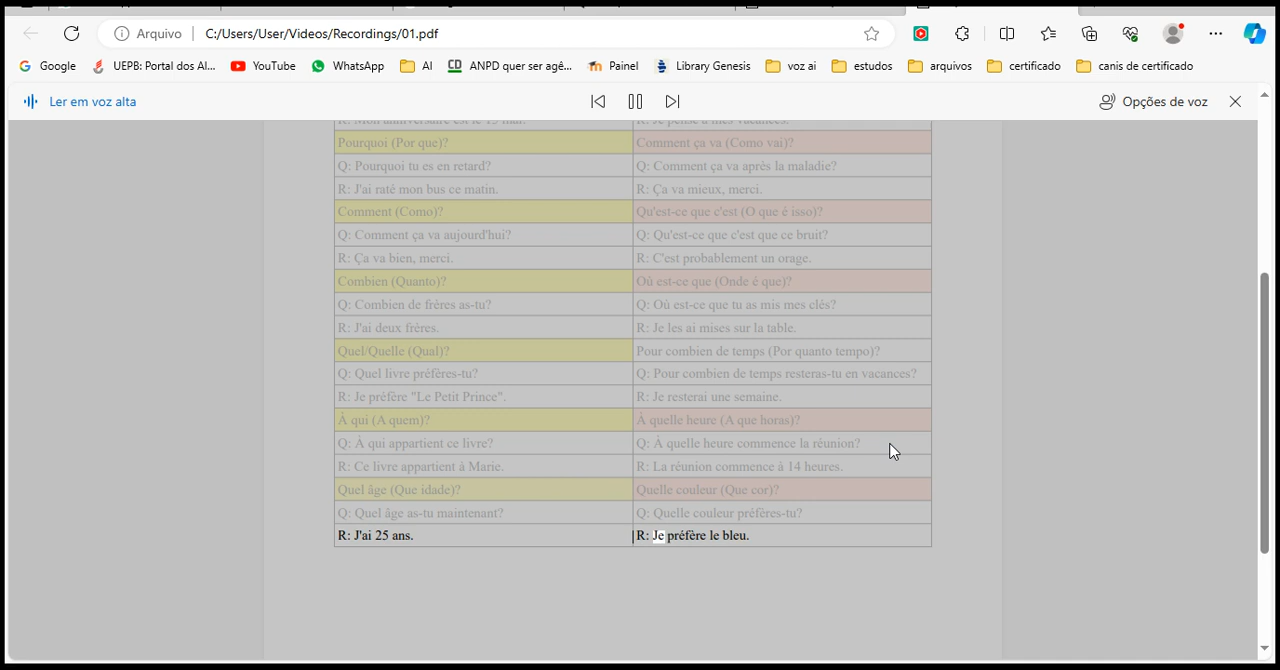 Arquivo
C:/Users/User/Videos/Recordings/01.pdf
Google
UEPB: Portal dos Al...
YouTube
WhatsApp
AI
ANPD quer ser agê...
Painel
Library Genesis
voz ai
estudos
arquivos
certificado
canis de certificado
Ler em voz alta
Opções de voz
R: Mon anniversaire est le 15 mai.
R: Je pense à mes vacances.
Pourquoi (Por que)?
Comment ça va (Como vai)?
Q: Pourquoi tu es en retard?
Q: Comment ça va après la maladie?
R: J'ai raté mon bus ce matin.
R: Ça va mieux, merci.
Comment (Como)?
Qu'est-ce que c'est (O que é isso)?
Q: Comment ça va aujourd'hui?
Q: Qu'est-ce que c'est que ce bruit?
R: Ça va bien, merci.
R: C'est probablement un orage.
Combien (Quanto)?
Où est-ce que (Onde é que)?
Q: Combien de frères as-tu?
Q: Où est-ce que tu as mis mes clés?
R: J'ai deux frères.
R: Je les ai mises sur la table.
Quel/Quelle (Qual)?
Pour combien de temps (Por quanto tempo)?
Q: Quel livre préfères-tu?
Q: Pour combien de temps resteras-tu en vacances?
R: Je préfère "Le Petit Prince".
R: Je resterai une semaine.
À qui (A quem)?
À quelle heure (A que horas)?
Q: À qui appartient ce livre?
Q: À quelle heure commence la réunion?
R: Ce livre appartient à Marie.
R: La réunion commence à 14 heures.
Quel âge (Que idade)?
Quelle couleur (Que cor)?
Q: Quel âge as-tu maintenant?
Q: Quelle couleur préfères-tu?
R: J'ai 25 ans.
R: Je préfère le bleu.